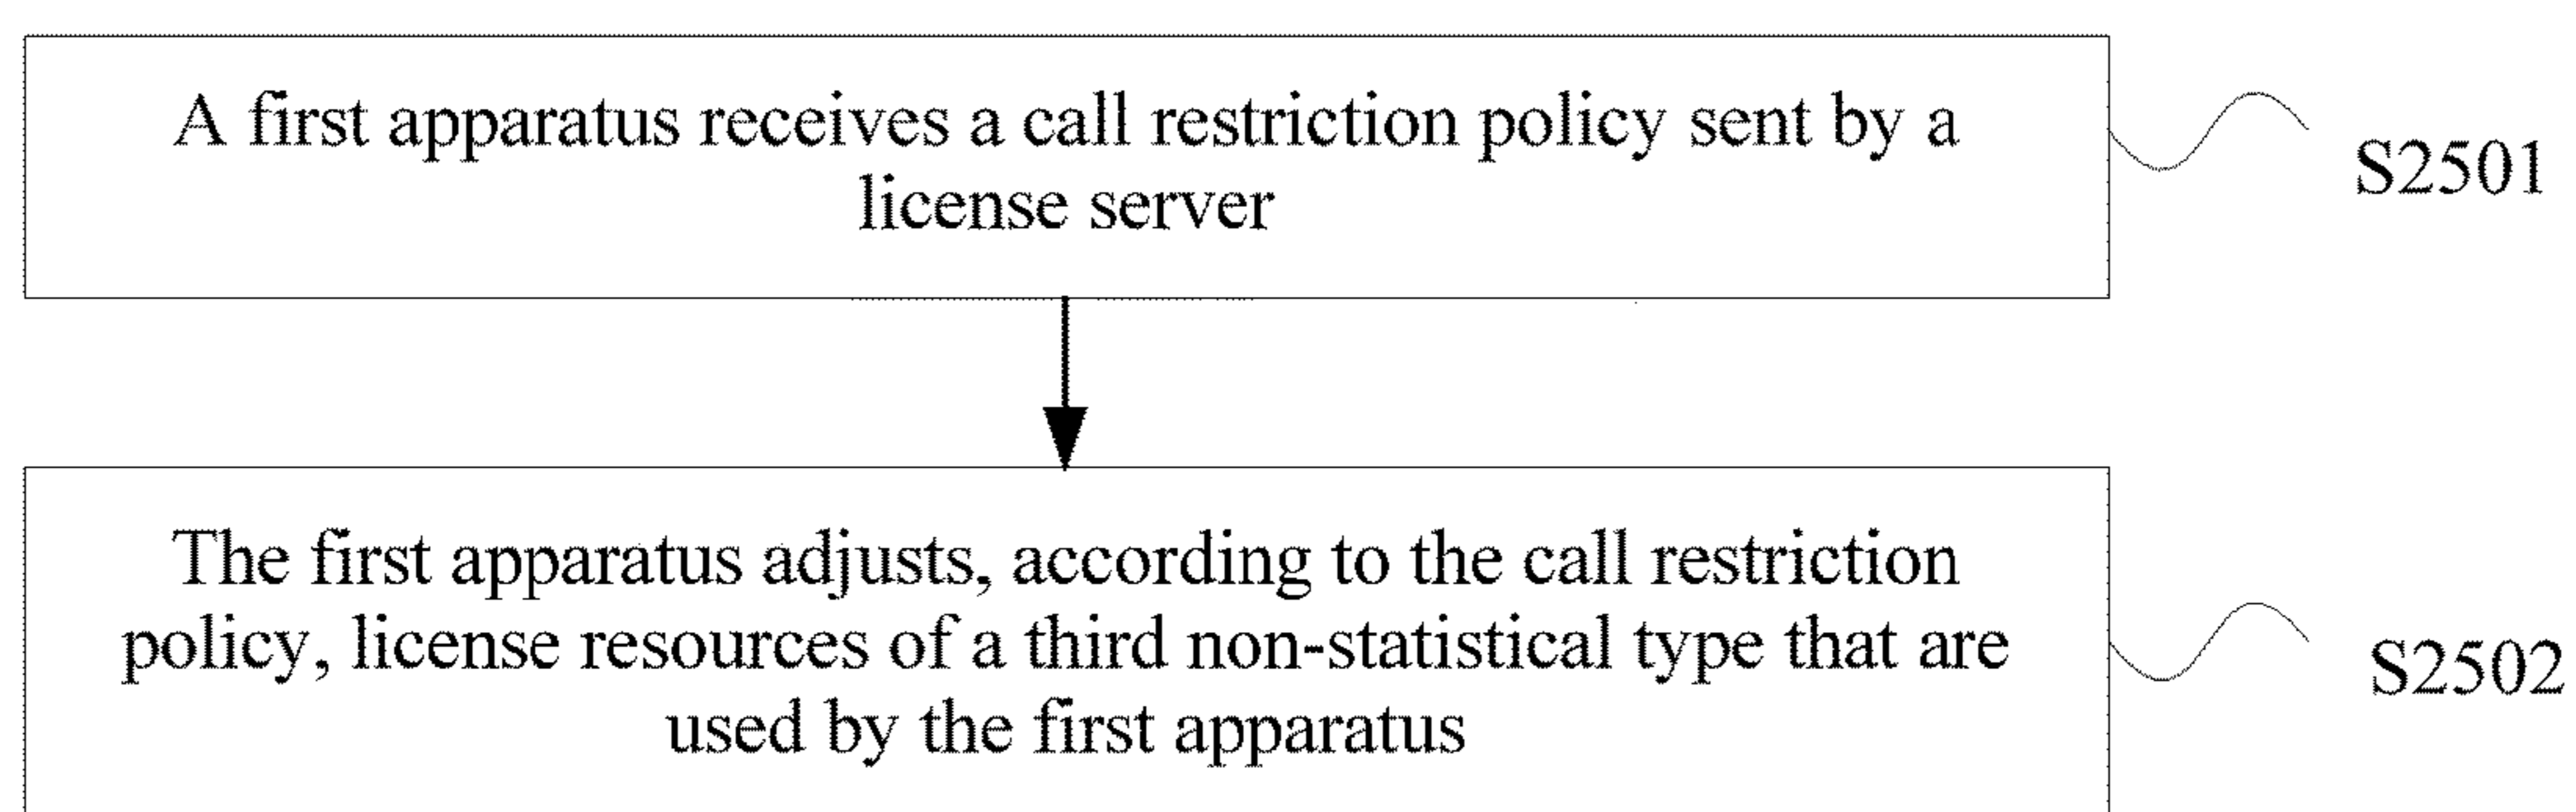 A first apparatus receives a call restriction policy sent by a
license server
S2501
The first apparatus adjusts, according to the call restriction
policy, license resources of a third non-statistical type that are
used by the first apparatus
S2502